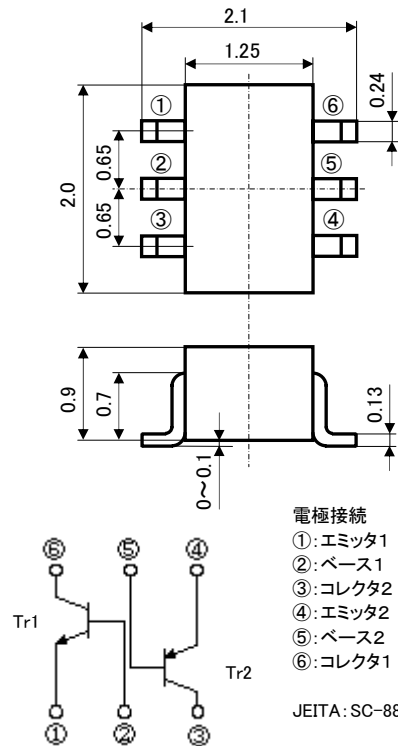 2.1
1.25
① ⑥
0.24
0.65
② ⑤
2.0
0.65
③ ④
0.9
0.7
0.13
0～0.1
電極接続
①:エミッタ1
②:ベース1
③:コレクタ2
④:エミッタ2
⑤:ベース2
⑥:コレクタ1
JEITA:SC-88
⑥ ⑤ ④
Tr1
Tr2
① ② ③